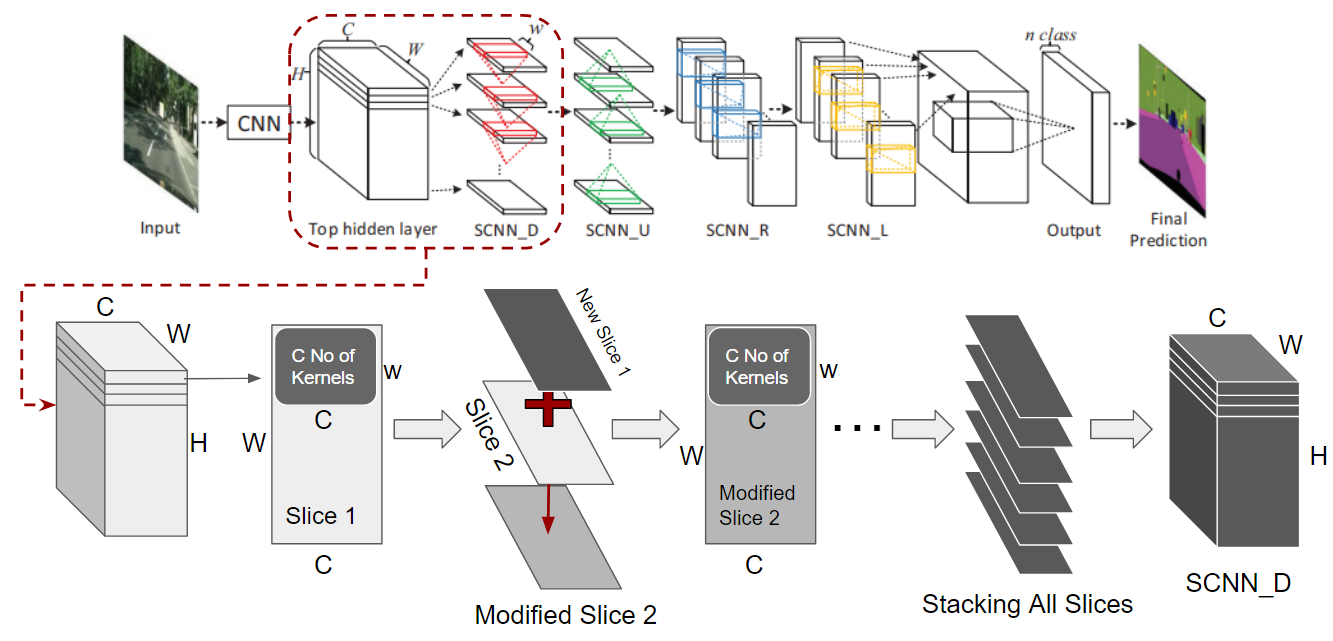 C
W
w
H
n class
CNN
Input
Top hidden layer
SCNN_D
SCNN_U
SCNN_R
SCNN_L
Output
Final
Prediction
C
W
H
C No of
Kernels
w
C
W
Slice 1
C
New Slice 1
Slice 2
Modified Slice 2
C No of
Kernels
w
C
W
Modified
Slice 2
C
...
Stacking All Slices
C
W
H
SCNN_D